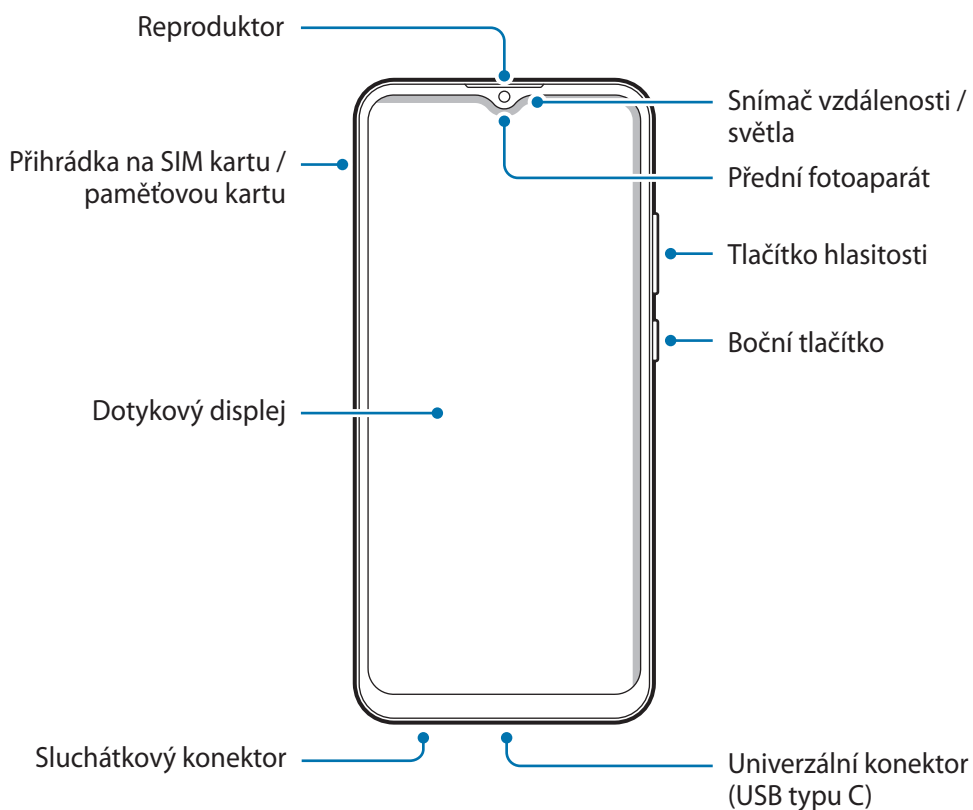 Reproduktor
Snímač vzdálenosti /
světla
Přihrádka na SIM kartu /
paměťovou kartu
Přední fotoaparát
Tlačítko hlasitosti
Boční tlačítko
Dotykový displej
Sluchátkový konektor
Univerzální konektor
(USB typu C)